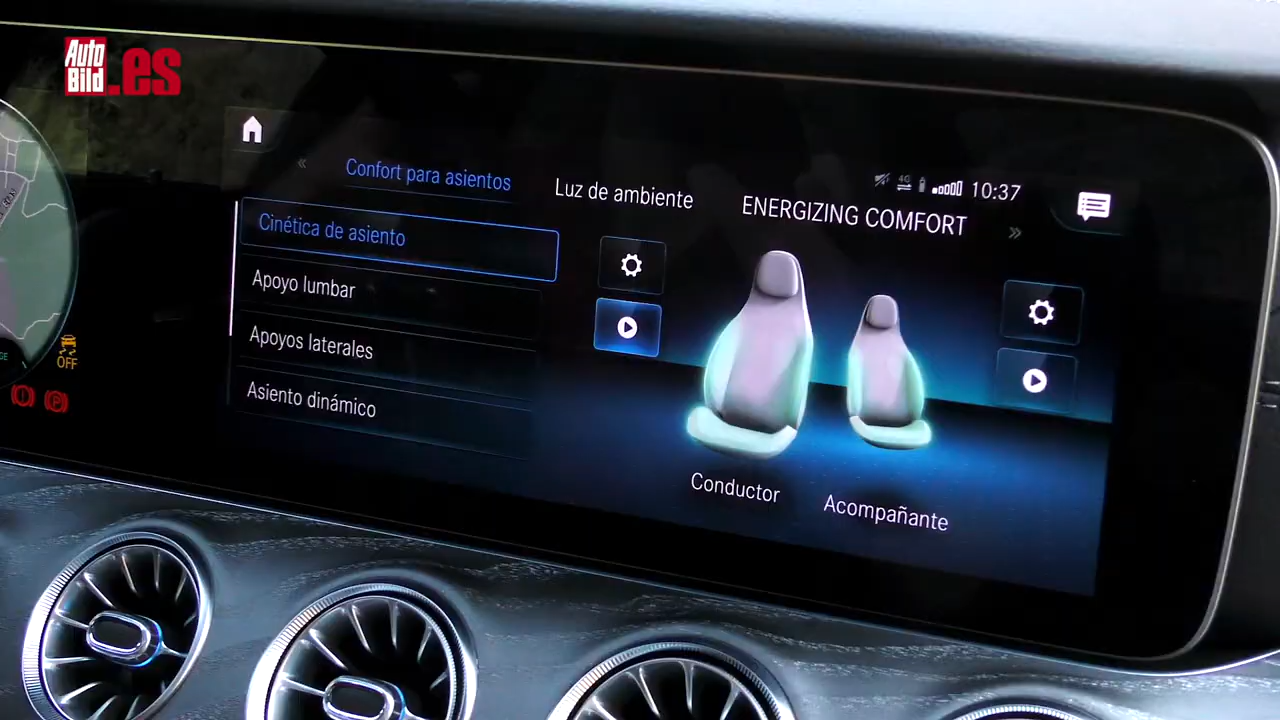 Auto
Bild.es
Confort para asientos
Luz de ambiente
ENERGIZING COMFORT
4G
10:37
Cinética de asiento
Apoyo lumbar
Apoyos laterales
Asiento dinámico
OFF
Conductor
Acompañante